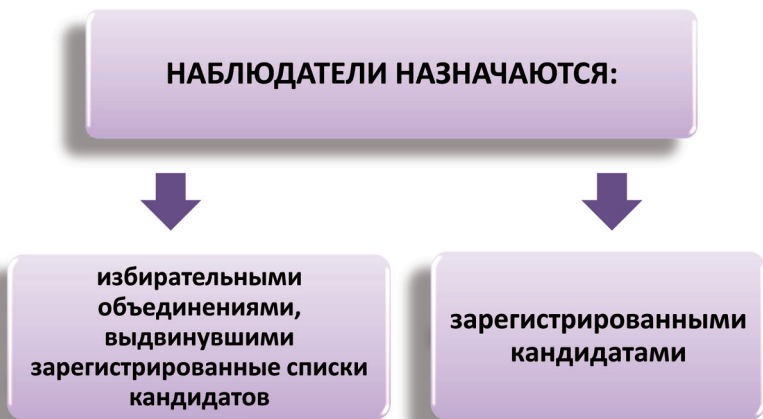 НАБЛЮДАТЕЛИ НАЗНАЧАЮТСЯ:
избирательными
объединениями,
выдвинувшими
зарегистрированные списки
кандидатов
зарегистрированными
кандидатами